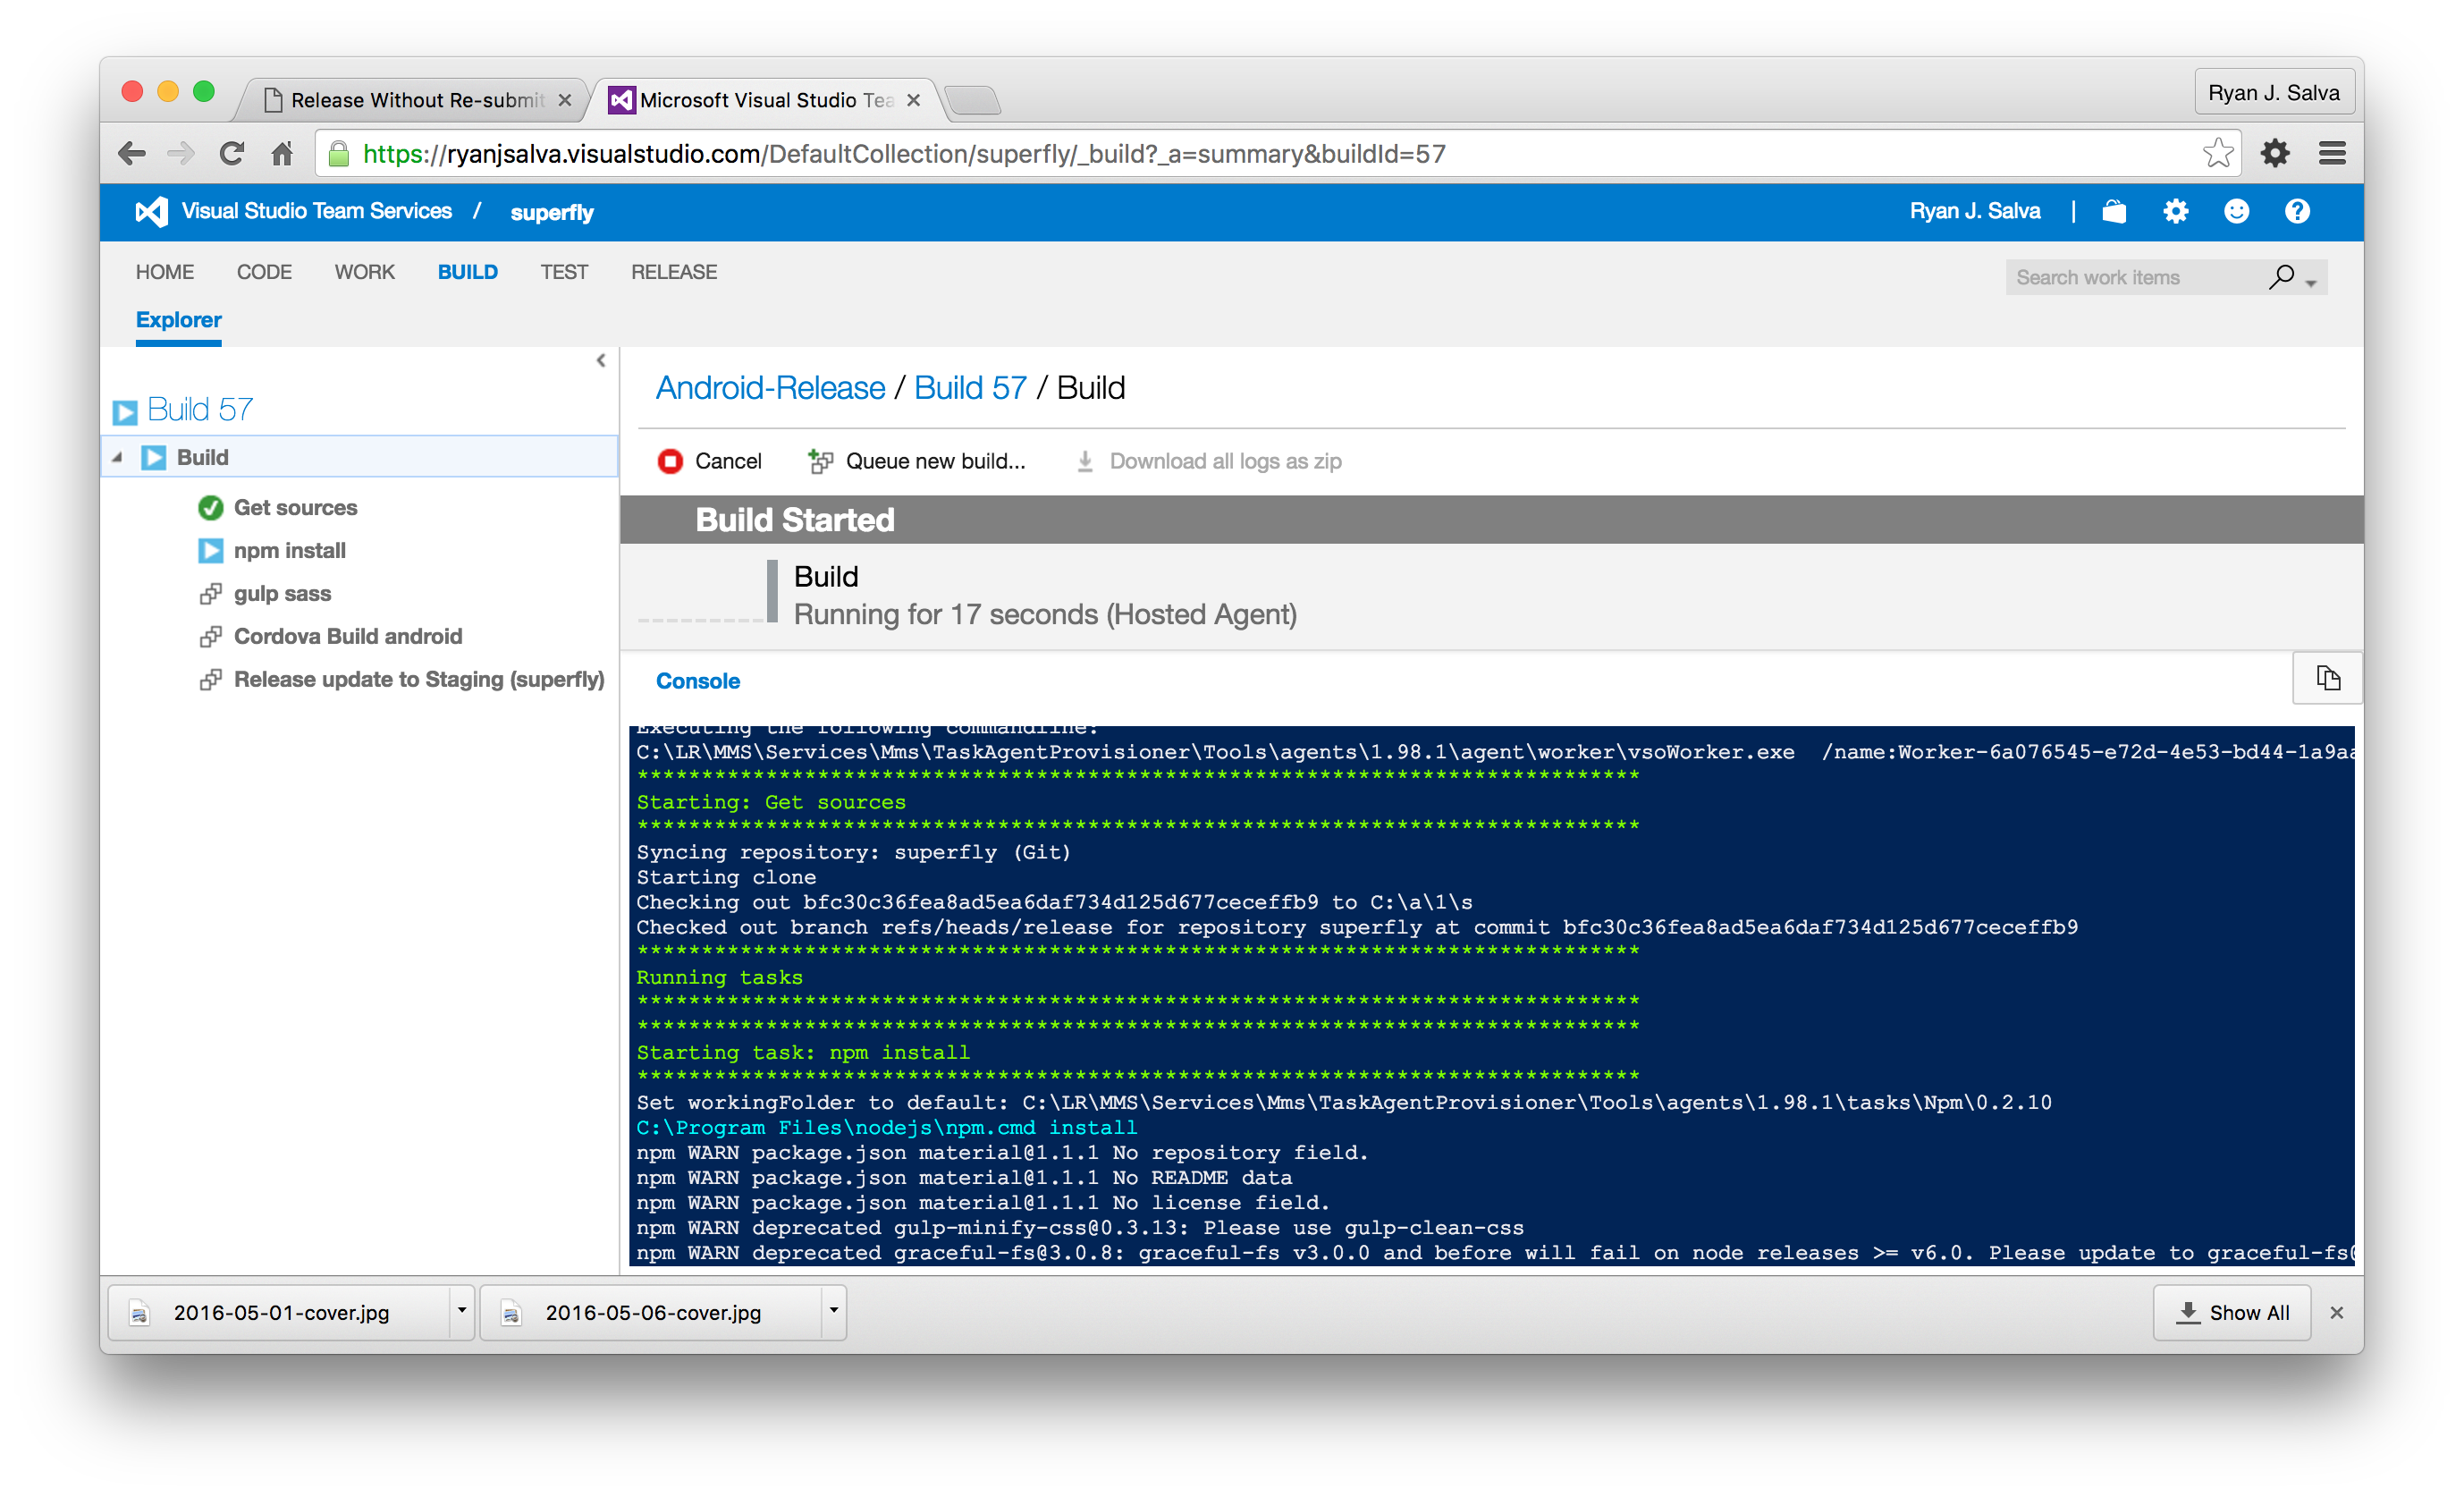 Release Without Re-submit
Microsoft Visual Studio Tea
Ryan J. Salva
https://ryanjsalva.visualstudio.com/DefaultCollection/superfly/_build?_a=summary&buildId=57
Visual Studio Team Services / superfly
Ryan J. Salva |
HOME CODE WORK BUILD TEST RELEASE
Search work items
Explorer
Build 57
Build
Get sources
npm install
gulp sass
Cordova Build android
Release update to Staging (superfly)
Android-Release / Build 57 / Build
Cancel Queue new build... Download all logs as zip
Build Started
Build
Running for 17 seconds (Hosted Agent)
Console
Executing the following commandline:
C:\LR\MMS\Services\Mms\TaskAgentProvisioner\Tools\agents\1.98.1\agent\worker\vsoWorker.exe /name:Worker-6a076545-e72d-4e53-bd44-1a9aa
******************************************************************************
Starting: Get sources
******************************************************************************
Syncing repository: superfly (Git)
Starting clone
Checking out bfc30c36fea8ad5ea6daf734d125d677ceceffb9 to C:\a\1\s
Checked out branch refs/heads/release for repository superfly at commit bfc30c36fea8ad5ea6daf734d125d677ceceffb9
******************************************************************************
Running tasks
******************************************************************************
******************************************************************************
Starting task: npm install
******************************************************************************
Set workingFolder to default: C:\LR\MMS\Services\Mms\TaskAgentProvisioner\Tools\agents\1.98.1\tasks\Npm\0.2.10
C:\Program Files\nodejs\npm.cmd install
npm WARN package.json material@1.1.1 No repository field.
npm WARN package.json material@1.1.1 No README data
npm WARN package.json material@1.1.1 No license field.
npm WARN deprecated gulp-minify-css@0.3.13: Please use gulp-clean-css
npm WARN deprecated graceful-fs@3.0.8: graceful-fs v3.0.0 and before will fail on node releases >= v6.0. Please update to graceful-fs@
2016-05-01-cover.jpg
2016-05-06-cover.jpg
Show All